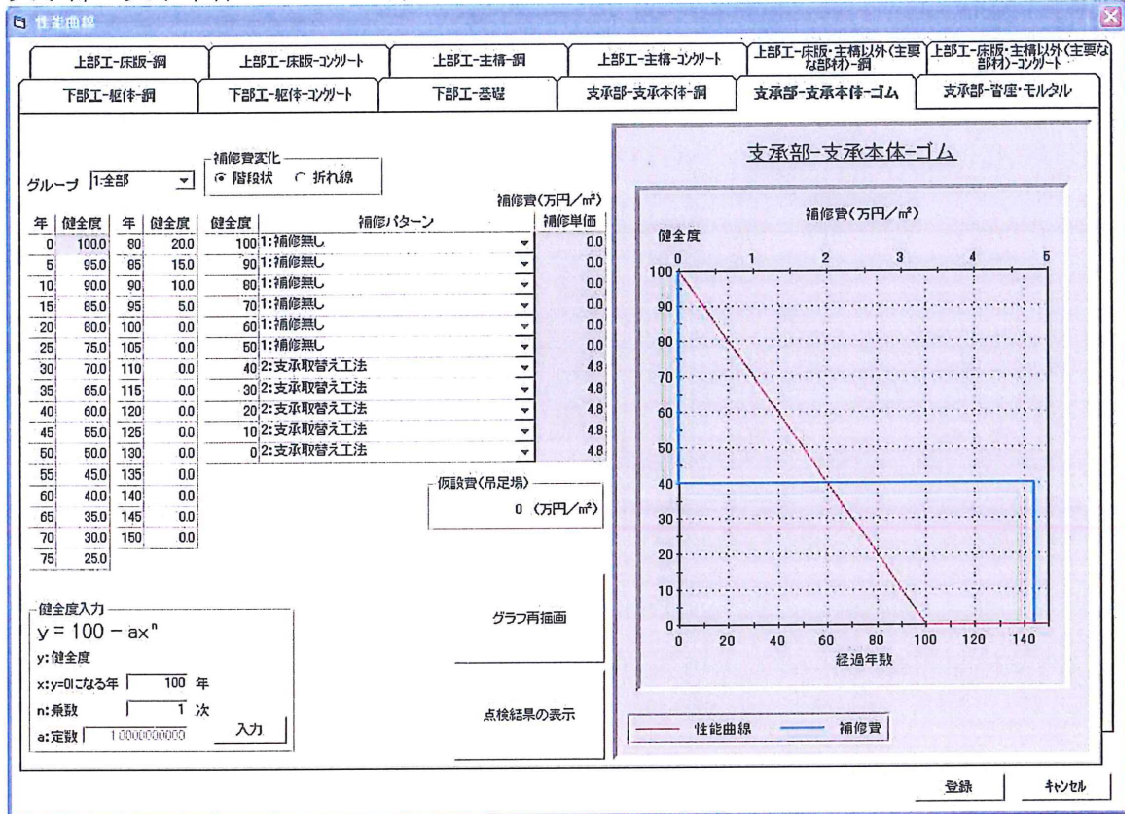 性能曲線
上部工-床版-鋼
上部工-床版-コンクリート
上部工-主構-鋼
上部工-主構-コンクリート
上部工-床版・主構以外(主要な部材)-鋼
上部工-床版・主構以外(主要な部材)-コンクリート
下部工-躯体-鋼
下部工-躯体-コンクリート
下部工-基礎
支承部-支承本体-鋼
支承部-支承本体-ゴム
支承部-沓座・モルタル
グループ 1:全部
補修費変化
階段状 折れ線
補修費(万円/㎡)
年 健全度 年 健全度 健全度 補修パターン 補修単価
0 100.0 80 20.0 100 1:補修無し 0.0
5 95.0 85 15.0 90 1:補修無し 0.0
10 90.0 90 10.0 80 1:補修無し 0.0
15 85.0 95 5.0 70 1:補修無し 0.0
20 80.0 100 0.0 60 1:補修無し 0.0
25 75.0 105 0.0 50 1:補修無し 0.0
30 70.0 110 0.0 40 2:支承取替え工法 4.8
35 65.0 115 0.0 30 2:支承取替え工法 4.8
40 60.0 120 0.0 20 2:支承取替え工法 4.8
45 55.0 125 0.0 10 2:支承取替え工法 4.8
50 50.0 130 0.0 0 2:支承取替え工法 4.8
55 45.0 135 0.0
60 40.0 140 0.0
65 35.0 145 0.0
70 30.0 150 0.0
75 25.0
仮設費(吊足場)
0 (万円/㎡)
健全度入力
y = 100 − axⁿ
y:健全度
x:y=0になる年 100 年
n:乗数 1 次
a:定数 1.0000000000
入力
グラフ再描画
点検結果の表示
支承部-支承本体-ゴム
補修費(万円/㎡)
健全度
0 1 2 3 4 5
100
90
80
70
60
50
40
30
20
10
0
0 20 40 60 80 100 120 140
経過年数
性能曲線 補修費
登録 キャンセル